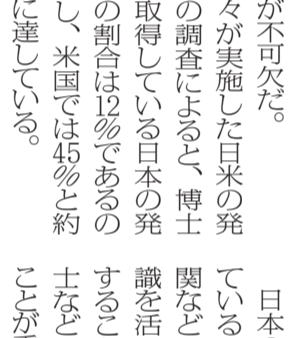 が不可欠だ。
々が実施した日米の発
の調査によると、博士
取得している日本の発
の割合は12%であるの
し、米国では45%と約
に達している。
日本の
ている
関など
識を活
するこ
士など
ことが